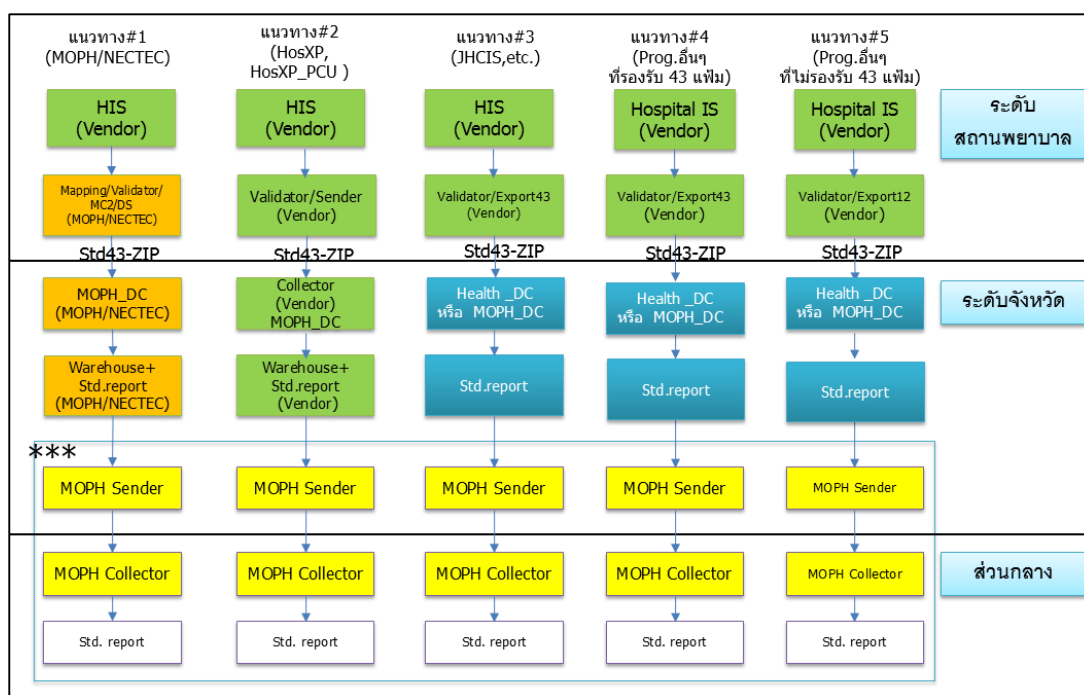 แนวทาง#1
(MOPH/NECTEC)
แนวทาง#2
(HosXP,
HosXP_PCU )
แนวทาง#3
(JHCIS,etc.)
แนวทาง#4
(Prog.อื่นๆ
ที่รองรับ 43 แฟ้ม)
แนวทาง#5
(Prog.อื่นๆ
ที่ไม่รองรับ 43 แฟ้ม)
HIS
(Vendor)
HIS
(Vendor)
HIS
(Vendor)
Hospital IS
(Vendor)
Hospital IS
(Vendor)
ระดับ
สถานพยาบาล
Mapping/Validator/
MC2/DS
(MOPH/NECTEC)
Validator/Sender
(Vendor)
Validator/Export43
(Vendor)
Validator/Export43
(Vendor)
Validator/Export12
(Vendor)
Std43-ZIP
Std43-ZIP
Std43-ZIP
Std43-ZIP
Std43-ZIP
MOPH_DC
(MOPH/NECTEC)
Collector
(Vendor)
MOPH_DC
Health _DC
หรือ MOPH_DC
Health _DC
หรือ MOPH_DC
Health _DC
หรือ MOPH_DC
ระดับจังหวัด
Warehouse+
Std.report
(MOPH/NECTEC)
Warehouse+
Std.report
(Vendor)
Std.report
Std.report
Std.report
***
MOPH Sender
MOPH Sender
MOPH Sender
MOPH Sender
MOPH Sender
MOPH Collector
MOPH Collector
MOPH Collector
MOPH Collector
MOPH Collector
ส่วนกลาง
Std. report
Std. report
Std. report
Std. report
Std. report